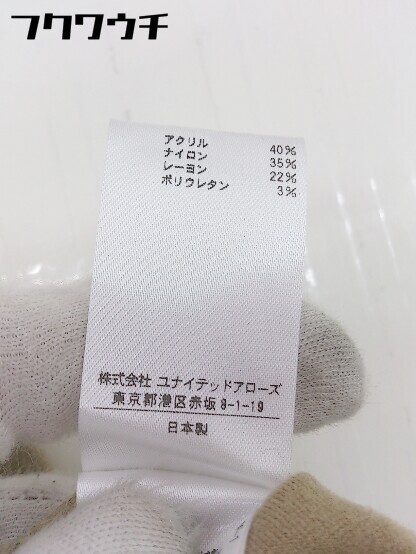 フクワウチ
アクリル 40%
ナイロン 35%
レーヨン 22%
ポリウレタン 3%
株式会社 ユナイテッドアローズ
東京都港区赤坂8-1-19
日本製